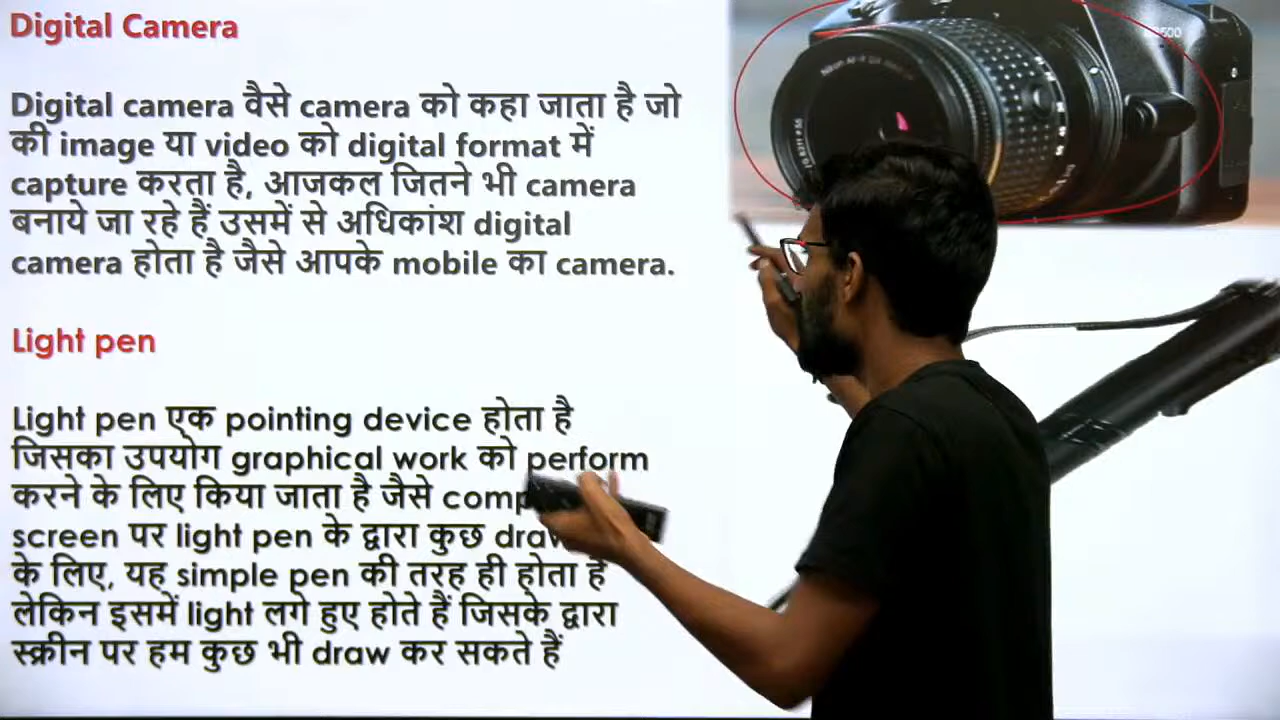 Digital Camera
Digital camera वैसे camera को कहा जाता है जो
की image या video को digital format में
capture करता है, आजकल जितने भी camera
बनाये जा रहे हैं उसमें से अधिकांश digital
camera होता है जैसे आपके mobile का camera.
Light pen
Light pen एक pointing device होता है
जिसका उपयोग graphical work को perform
करने के लिए किया जाता है जैसे
screen पर light pen के द्वारा कुछ draw
के लिए, यह simple pen की तरह ही होता है
लेकिन इसमें light लगे हुए होते हैं जिसके द्वारा
स्क्रीन पर हम कुछ भी draw कर सकते हैं